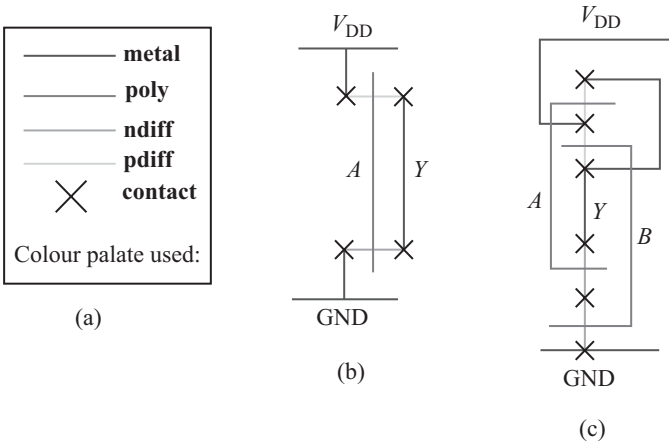 metal
poly
ndiff
pdiff
contact
Colour palate used:
(a)
VDD
A
Y
GND
(b)
VDD
A
Y
B
GND
(c)